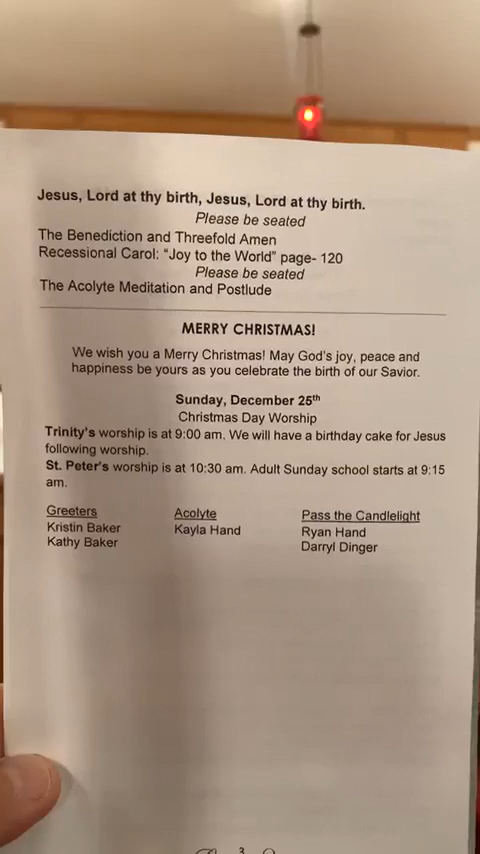 Jesus, Lord at thy birth, Jesus, Lord at thy birth.
Please be seated
The Benediction and Threefold Amen
Recessional Carol: “Joy to the World” page- 120
Please be seated
The Acolyte Meditation and Postlude
MERRY CHRISTMAS!
We wish you a Merry Christmas! May God's joy, peace and
happiness be yours as you celebrate the birth of our Savior.
Sunday, December 25th
Christmas Day Worship
Trinity's worship is at 9:00 am. We will have a birthday cake for Jesus
following worship.
St. Peter's worship is at 10:30 am. Adult Sunday school starts at 9:15
am.
Greeters Acolyte Pass the Candlelight
Kristin Baker Kayla Hand Ryan Hand
Kathy Baker Darryl Dinger
3